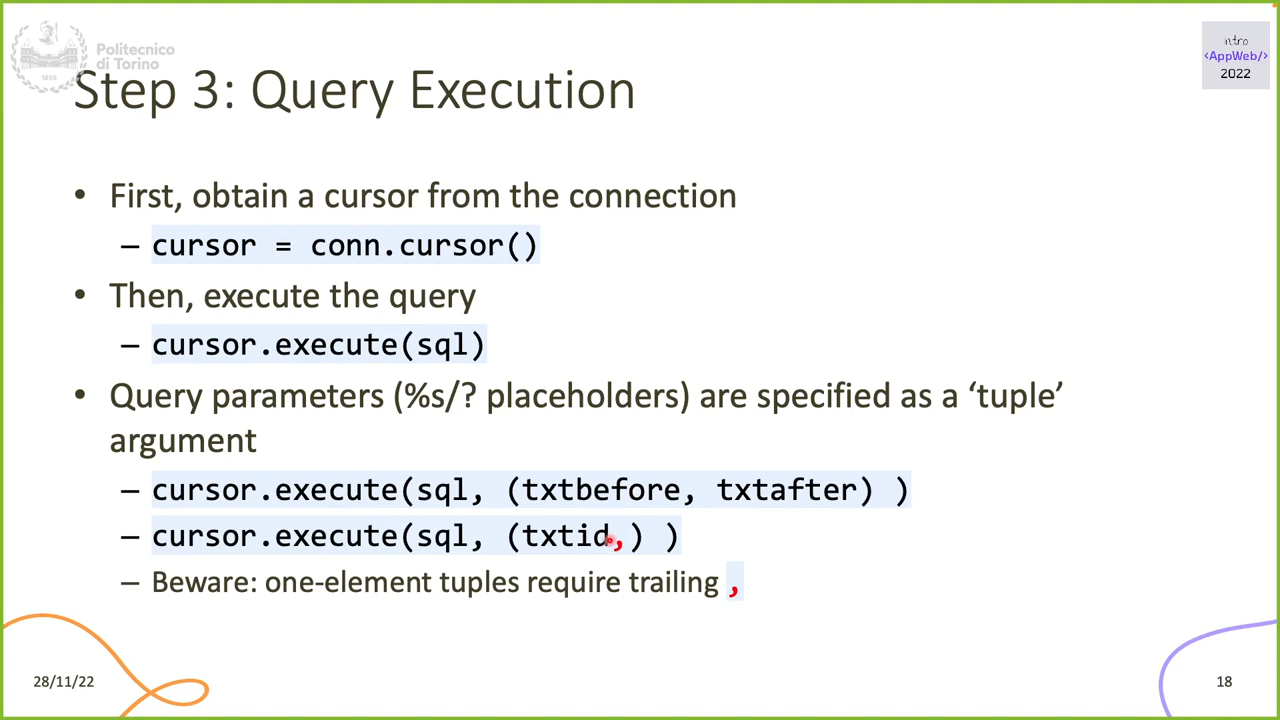 Politecnico
di Torino
1859
intro
<AppWeb/>
2022
Step 3: Query Execution
• First, obtain a cursor from the connection
– cursor = conn.cursor()
• Then, execute the query
– cursor.execute(sql)
• Query parameters (%s/? placeholders) are specified as a ‘tuple’
argument
– cursor.execute(sql, (txtbefore, txtafter) )
– cursor.execute(sql, (txtid,) )
– Beware: one-element tuples require trailing ,
28/11/22
18